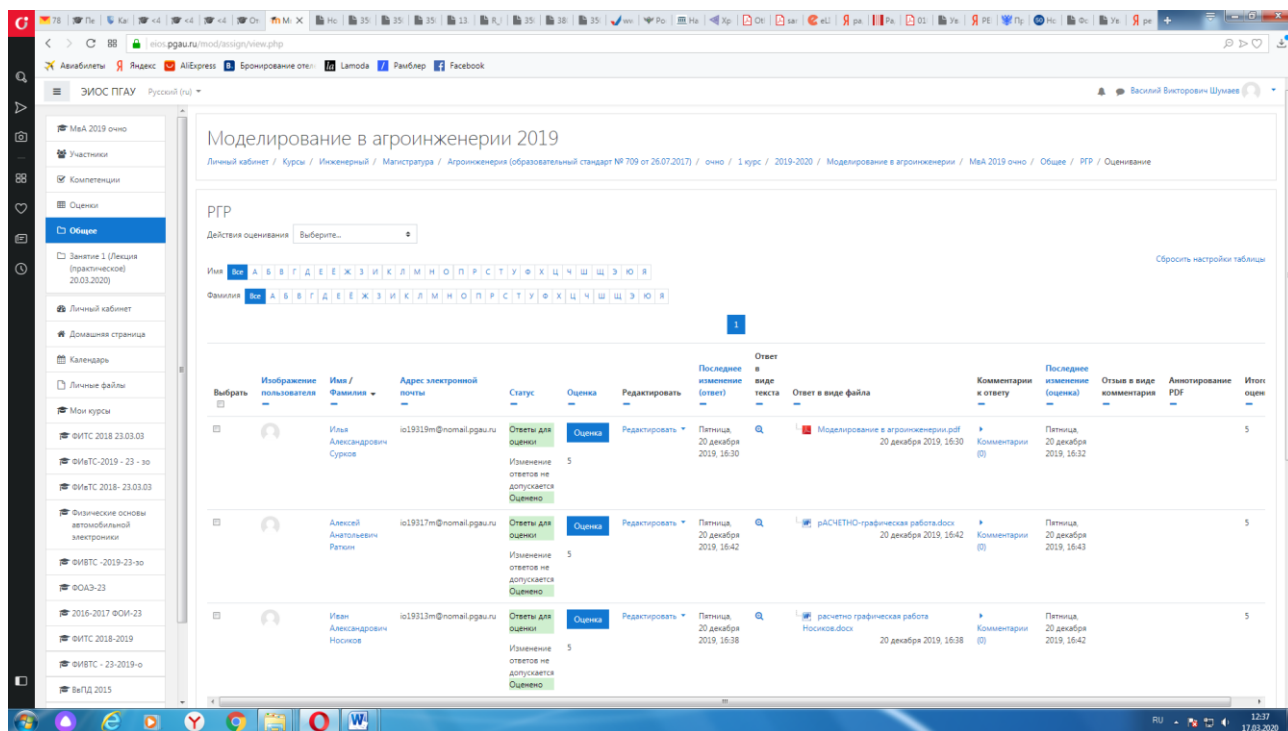 eios.pgau.ru/mod/assign/view.php
Авиабилеты Яндекс AliExpress Бронирование отел Lamoda Рамблер Facebook
ЭИОС ПГАУ Русский (ru)
Василий Викторович Шумаев
МвА 2019 очно
Участники
Компетенции
Оценки
Общее
Занятие 1 (Лекция
(практическое)
20.03.2020)
Личный кабинет
Домашняя страница
Календарь
Личные файлы
Мои курсы
ФИТС 2018 23.03.03
ФИвТС-2019 - 23 - зо
ФИвТС 2018- 23.03.03
Физические основы
автомобильной
электроники
ФИВТС -2019-23-зо
ФОАЭ-23
2016-2017 ФОИ-23
ФИТС 2018-2019
ФИВТС - 23-2019-о
ВвПД 2015
Моделирование в агроинженерии 2019
Личный кабинет / Курсы / Инженерный / Магистратура / Агроинженерия (образовательный стандарт № 709 от 26.07.2017) / очно / 1 курс / 2019-2020 / Моделирование в агроинженерии / МвА 2019 очно / Общее / РГР / Оценивание
РГР
Действия оценивания Выберите...
Сбросить настройки таблицы
Имя Все А Б В Г Д Е Ё Ж З И К Л М Н О П Р С Т У Ф Х Ц Ч Ш Щ Э Ю Я
Фамилия Все А Б В Г Д Е Ё Ж З И К Л М Н О П Р С Т У Ф Х Ц Ч Ш Щ Э Ю Я
1
Выбрать
Изображение
пользователя
Имя /
Фамилия
Адрес электронной
почты
Статус
Оценка
Редактировать
Последнее
изменение
(ответ)
Ответ
в
виде
текста
Ответ в виде файла
Комментарии
к ответу
Последнее
изменение
(оценка)
Отзыв в виде
комментария
Аннотирование
PDF
Итого
оцен
Илья
Александрович
Сурков
io19319m@nomail.pgau.ru
Ответы для
оценки
Изменение
ответов не
допускается
Оценено
Оценка
5
Редактировать
Пятница,
20 декабря
2019, 16:30
Моделирование в агроинженерии.pdf
20 декабря 2019, 16:30
Комментарии
(0)
Пятница,
20 декабря
2019, 16:32
5
Алексей
Анатольевич
Раткин
io19317m@nomail.pgau.ru
Ответы для
оценки
Изменение
ответов не
допускается
Оценено
Оценка
5
Редактировать
Пятница,
20 декабря
2019, 16:42
рАСЧЕТНО-графическая работа.docx
20 декабря 2019, 16:42
Комментарии
(0)
Пятница,
20 декабря
2019, 16:43
5
Иван
Александрович
Носиков
io19313m@nomail.pgau.ru
Ответы для
оценки
Изменение
ответов не
допускается
Оценено
Оценка
5
Редактировать
Пятница,
20 декабря
2019, 16:38
расчетно графическая работа
Носиков.docx
20 декабря 2019, 16:38
Комментарии
(0)
Пятница,
20 декабря
2019, 16:42
5
RU
12:37
17.03.2020